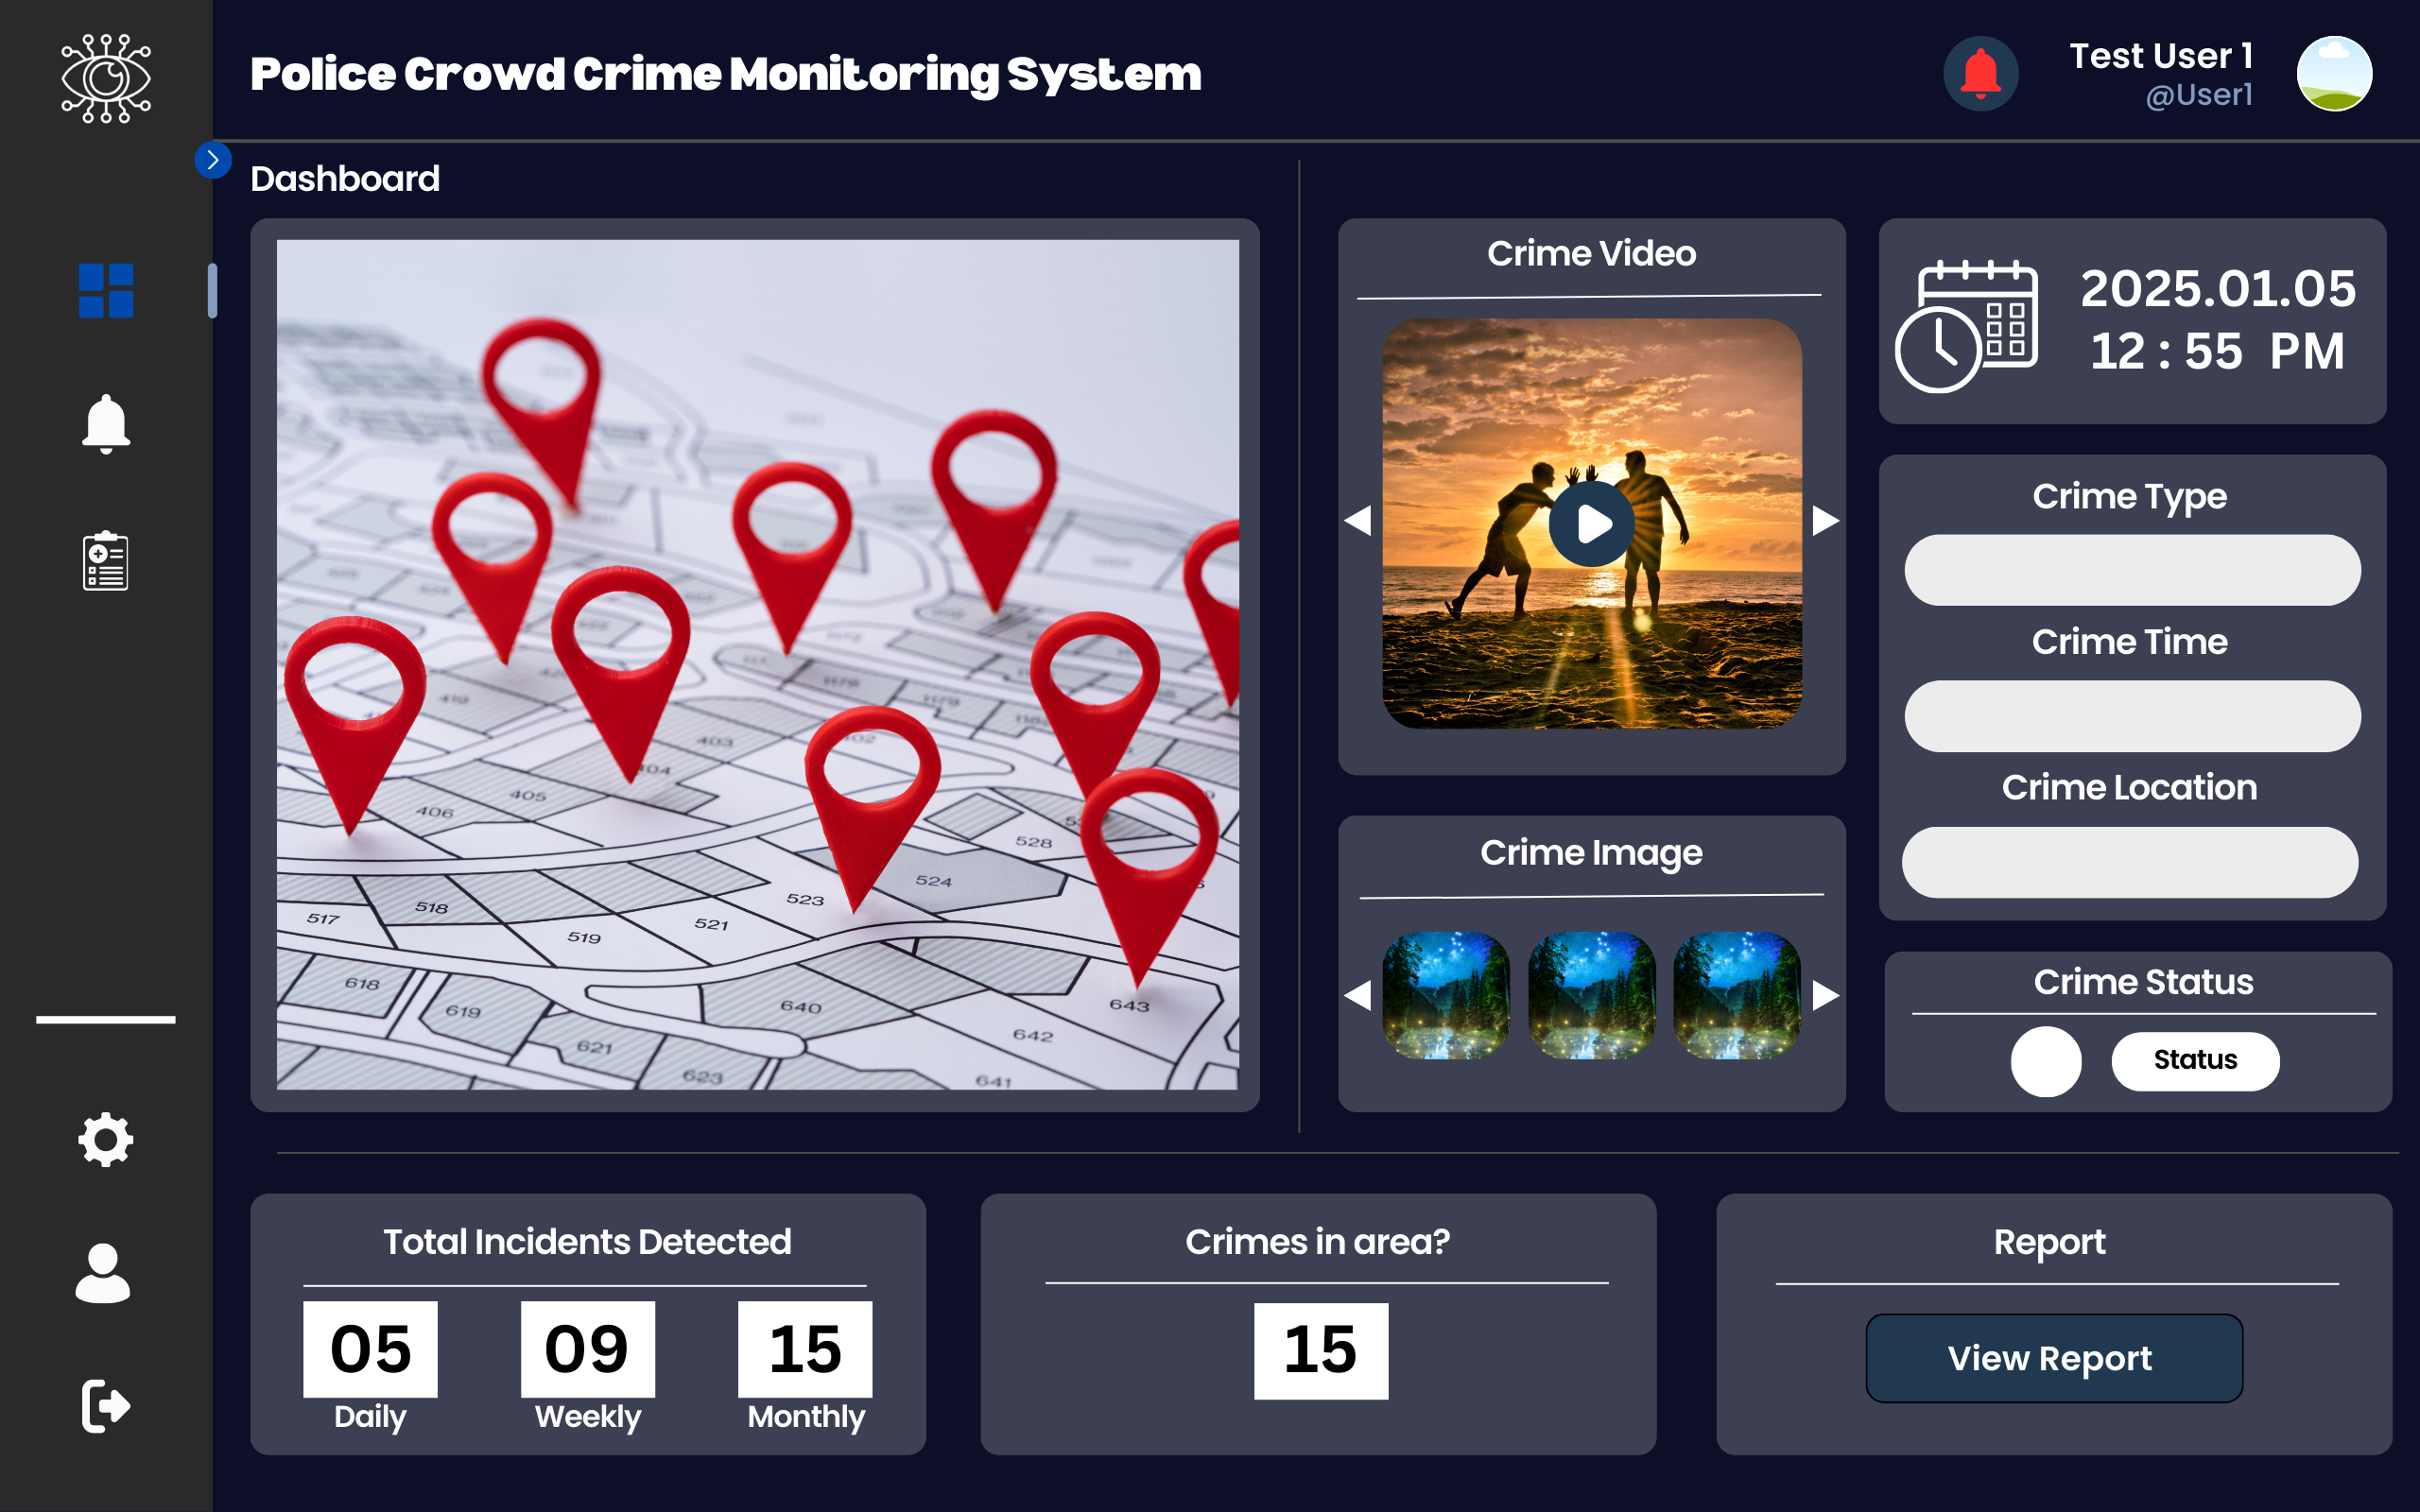 Police Crowd Crime Monitoring System
Test User 1
@User1
Dashboard
Crime Video
2025.01.05
12 : 55 PM
Crime Type
Crime Time
Crime Location
Crime Image
Crime Status
Status
419
403
404
405
406
528
524
523
517
518
519
521
618
619
621
623
640
641
642
643
Total Incidents Detected
05
09
15
Daily
Weekly
Monthly
Crimes in area?
15
Report
View Report